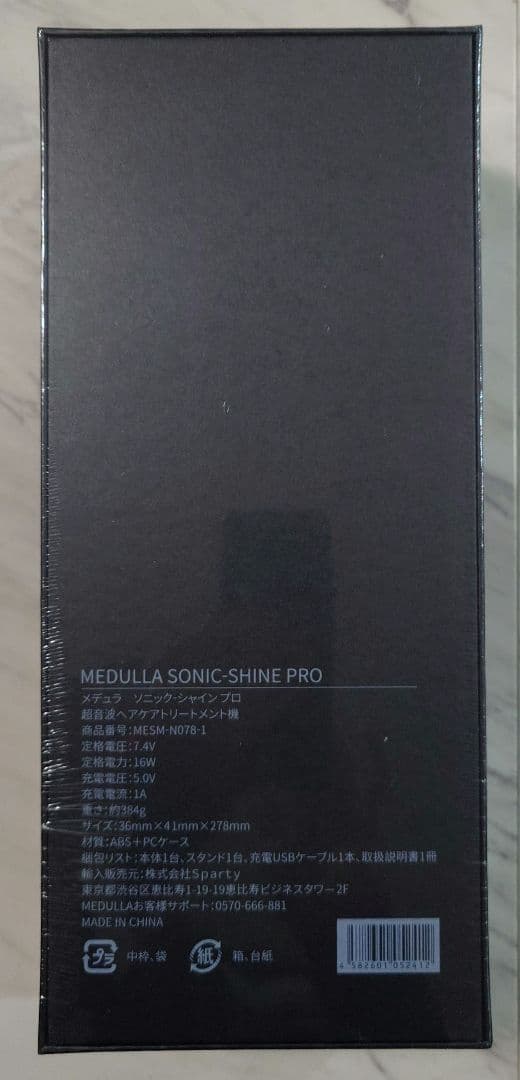 MEDULLA SONIC-SHINE PRO
メデュラ ソニック-シャイン プロ
超音波ヘアケアトリートメント機
商品番号:MESM-N078-1
定格電圧:7.4V
定格電力:16W
充電電圧:5.0V
充電電流:1A
重さ:約384g
サイズ:36mm×41mm×278mm
材質:ABS+PCケース
梱包リスト:本体1台、スタンド1台、充電USBケーブル1本、取扱説明書1冊
輸入販売元:株式会社Sparty
東京都渋谷区恵比寿1-19-19恵比寿ビジネスタワー2F
MEDULLAお客様サポート:0570-666-881
MADE IN CHINA
プラ 中枠、袋 紙 箱、台紙
4 582601 052412